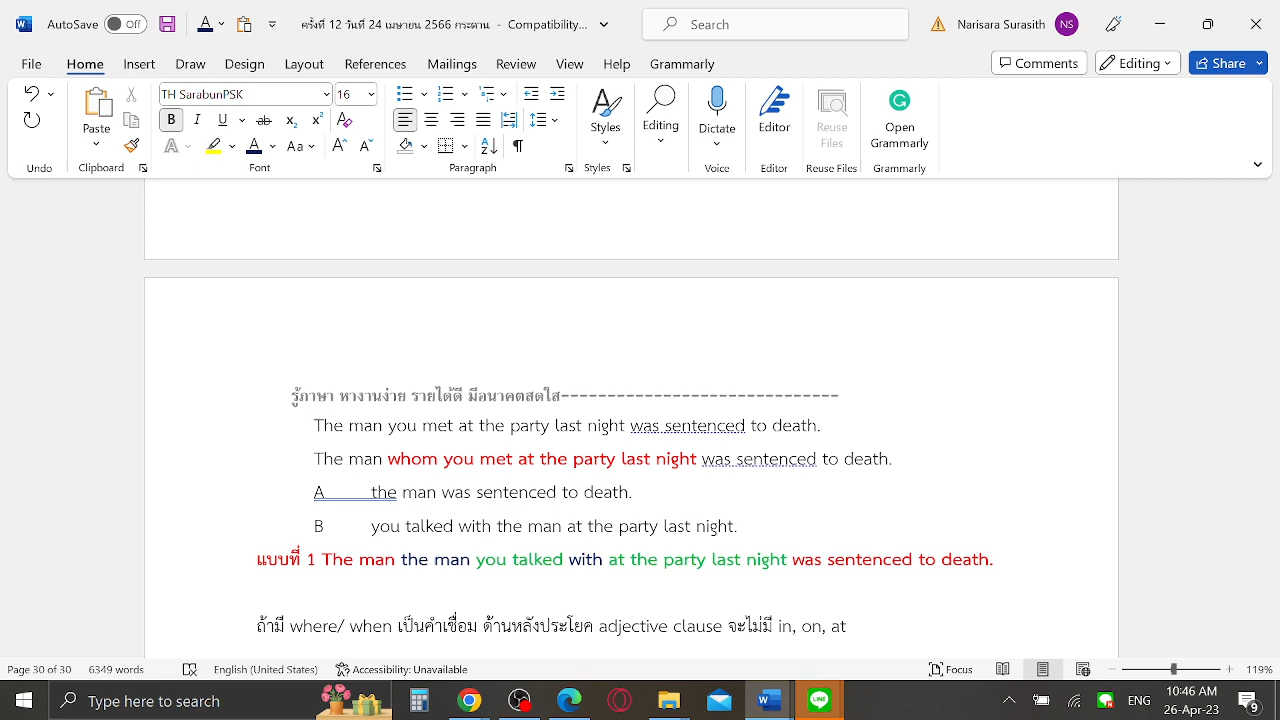 AutoSave Off ครั้งที่ 12 วันที่ 24 เมษายน 2566 กระดาน - Compatibility... Search Narisara Surasith NS
File Home Insert Draw Design Layout References Mailings Review View Help Grammarly Comments Editing Share
TH SarabunPSK 16
Paste Styles Editing Dictate Editor Reuse Files Open Grammarly
Undo Clipboard Font Paragraph Styles Voice Editor Reuse Files Grammarly
รู้ภาษา หางานง่าย รายได้ดี มีอนาคตสดใส------------------------------
The man you met at the party last night was sentenced to death.
The man whom you met at the party last night was sentenced to death.
A the man was sentenced to death.
B you talked with the man at the party last night.
แบบที่ 1 The man the man you talked with at the party last night was sentenced to death.
ถ้ามี where/ when เป็นคำเชื่อม ด้านหลังประโยค adjective clause จะไม่มี in, on, at
Page 30 of 30 6349 words English (United States) Accessibility: Unavailable Focus 119%
Type here to search ENG 10:46 AM
26-Apr-23 9